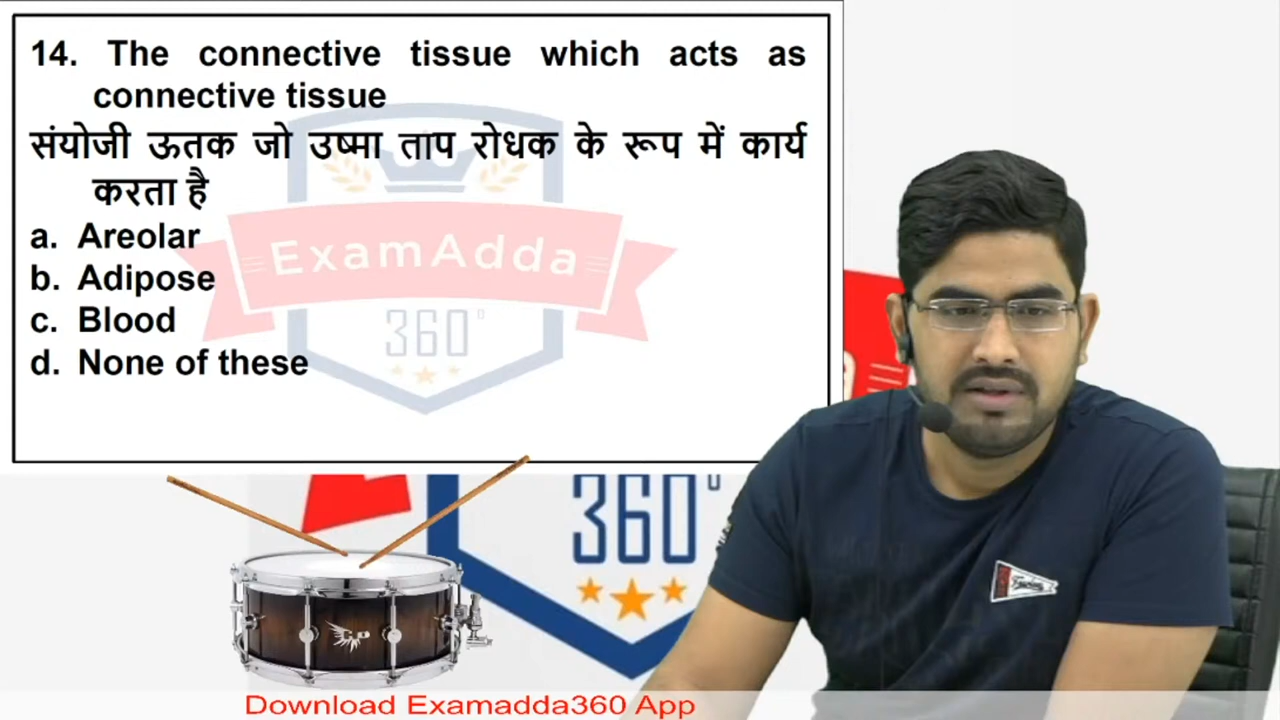 14. The connective tissue which acts as
connective tissue
संयोजी ऊतक जो उष्मा ताप रोधक के रूप में कार्य
करता है
a. Areolar
b. Adipose
c. Blood
d. None of these
ExamAdda
360°
360°
Download Examadda360 App